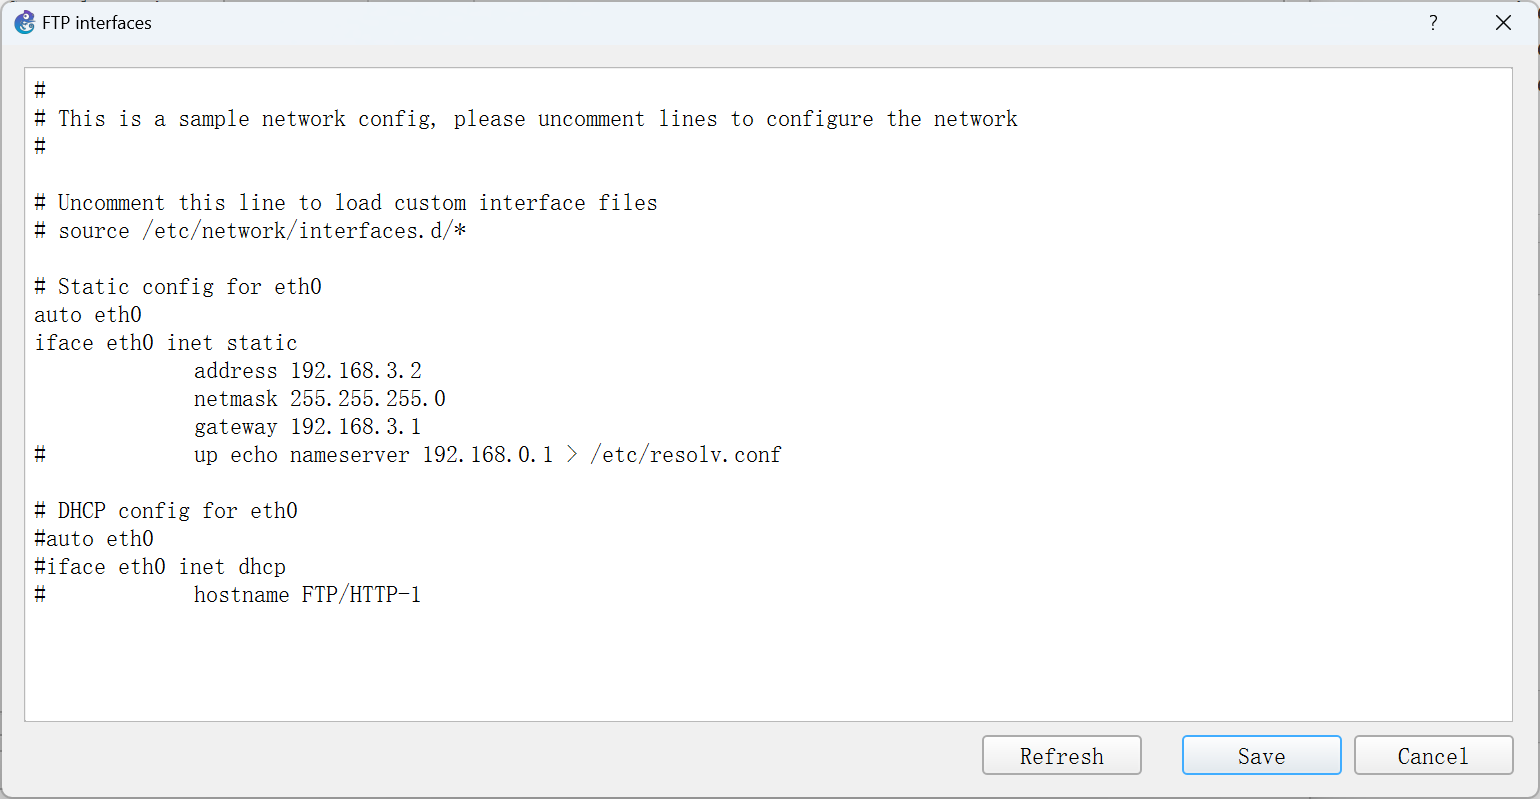 FTP interfaces
?
#
# This is a sample network config, please uncomment lines to configure the network
#
# Uncomment this line to load custom interface files
# source /etc/network/interfaces.d/*
# Static config for eth0
auto eth0
iface eth0 inet static
address 192.168.3.2
netmask 255.255.255.0
gateway 192.168.3.1
# up echo nameserver 192.168.0.1 > /etc/resolv.conf
# DHCP config for eth0
#auto eth0
#iface eth0 inet dhcp
# hostname FTP/HTTP-1
Refresh Save Cancel